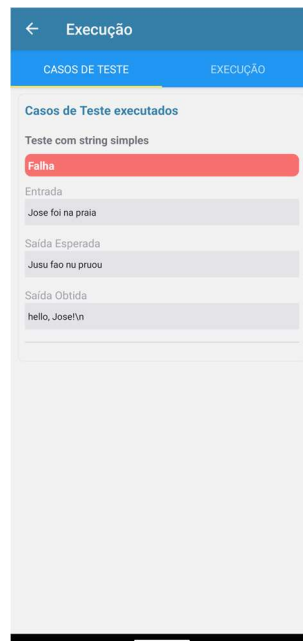 Execução
CASOS DE TESTE EXECUÇÃO
Casos de Teste executados
Teste com string simples
Falha
Entrada
Jose foi na praia
Saída Esperada
Jusu fao nu pruou
Saída Obtida
hello, Jose!\n